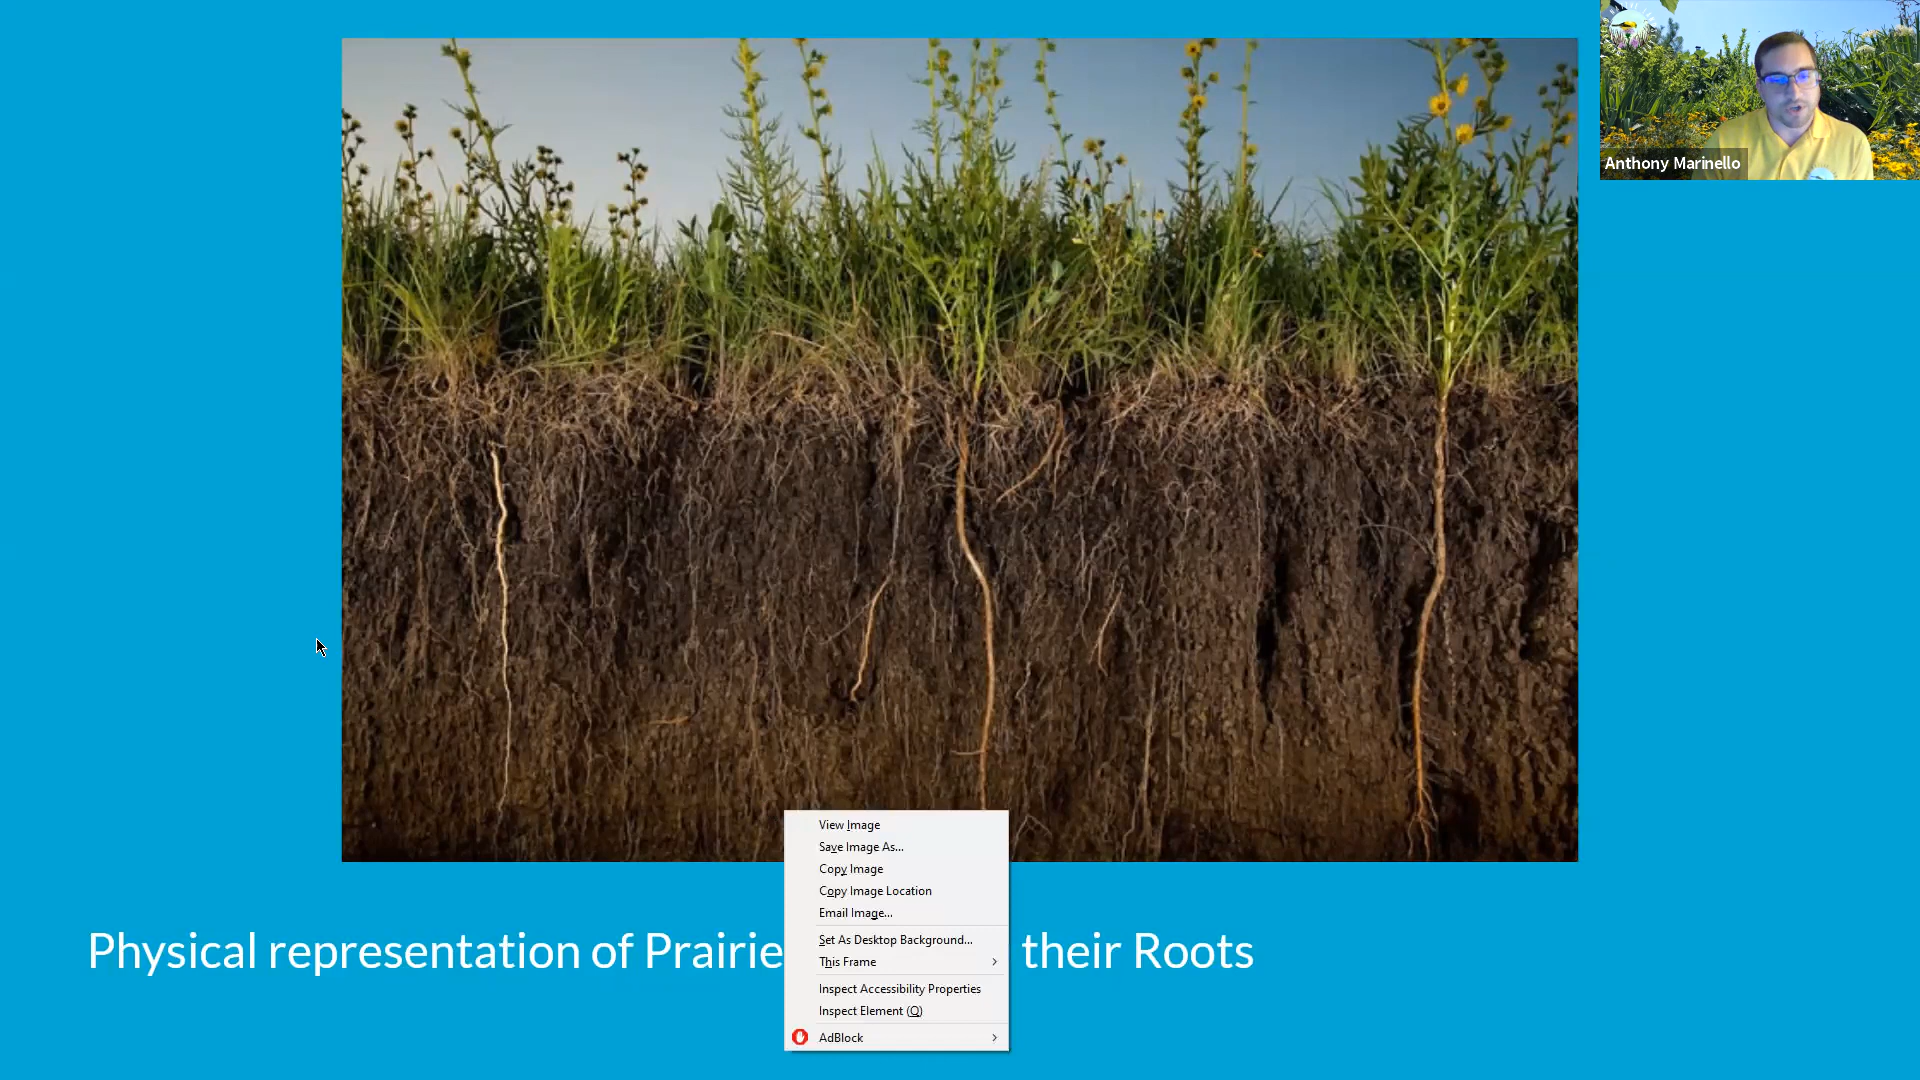 Anthony Marinello
View Image
Save Image As...
Copy Image
Copy Image Location
Email Image...
Set As Desktop Background...
This Frame
Inspect Accessibility Properties
Inspect Element (Q)
AdBlock
Physical representation of Prairie their Roots